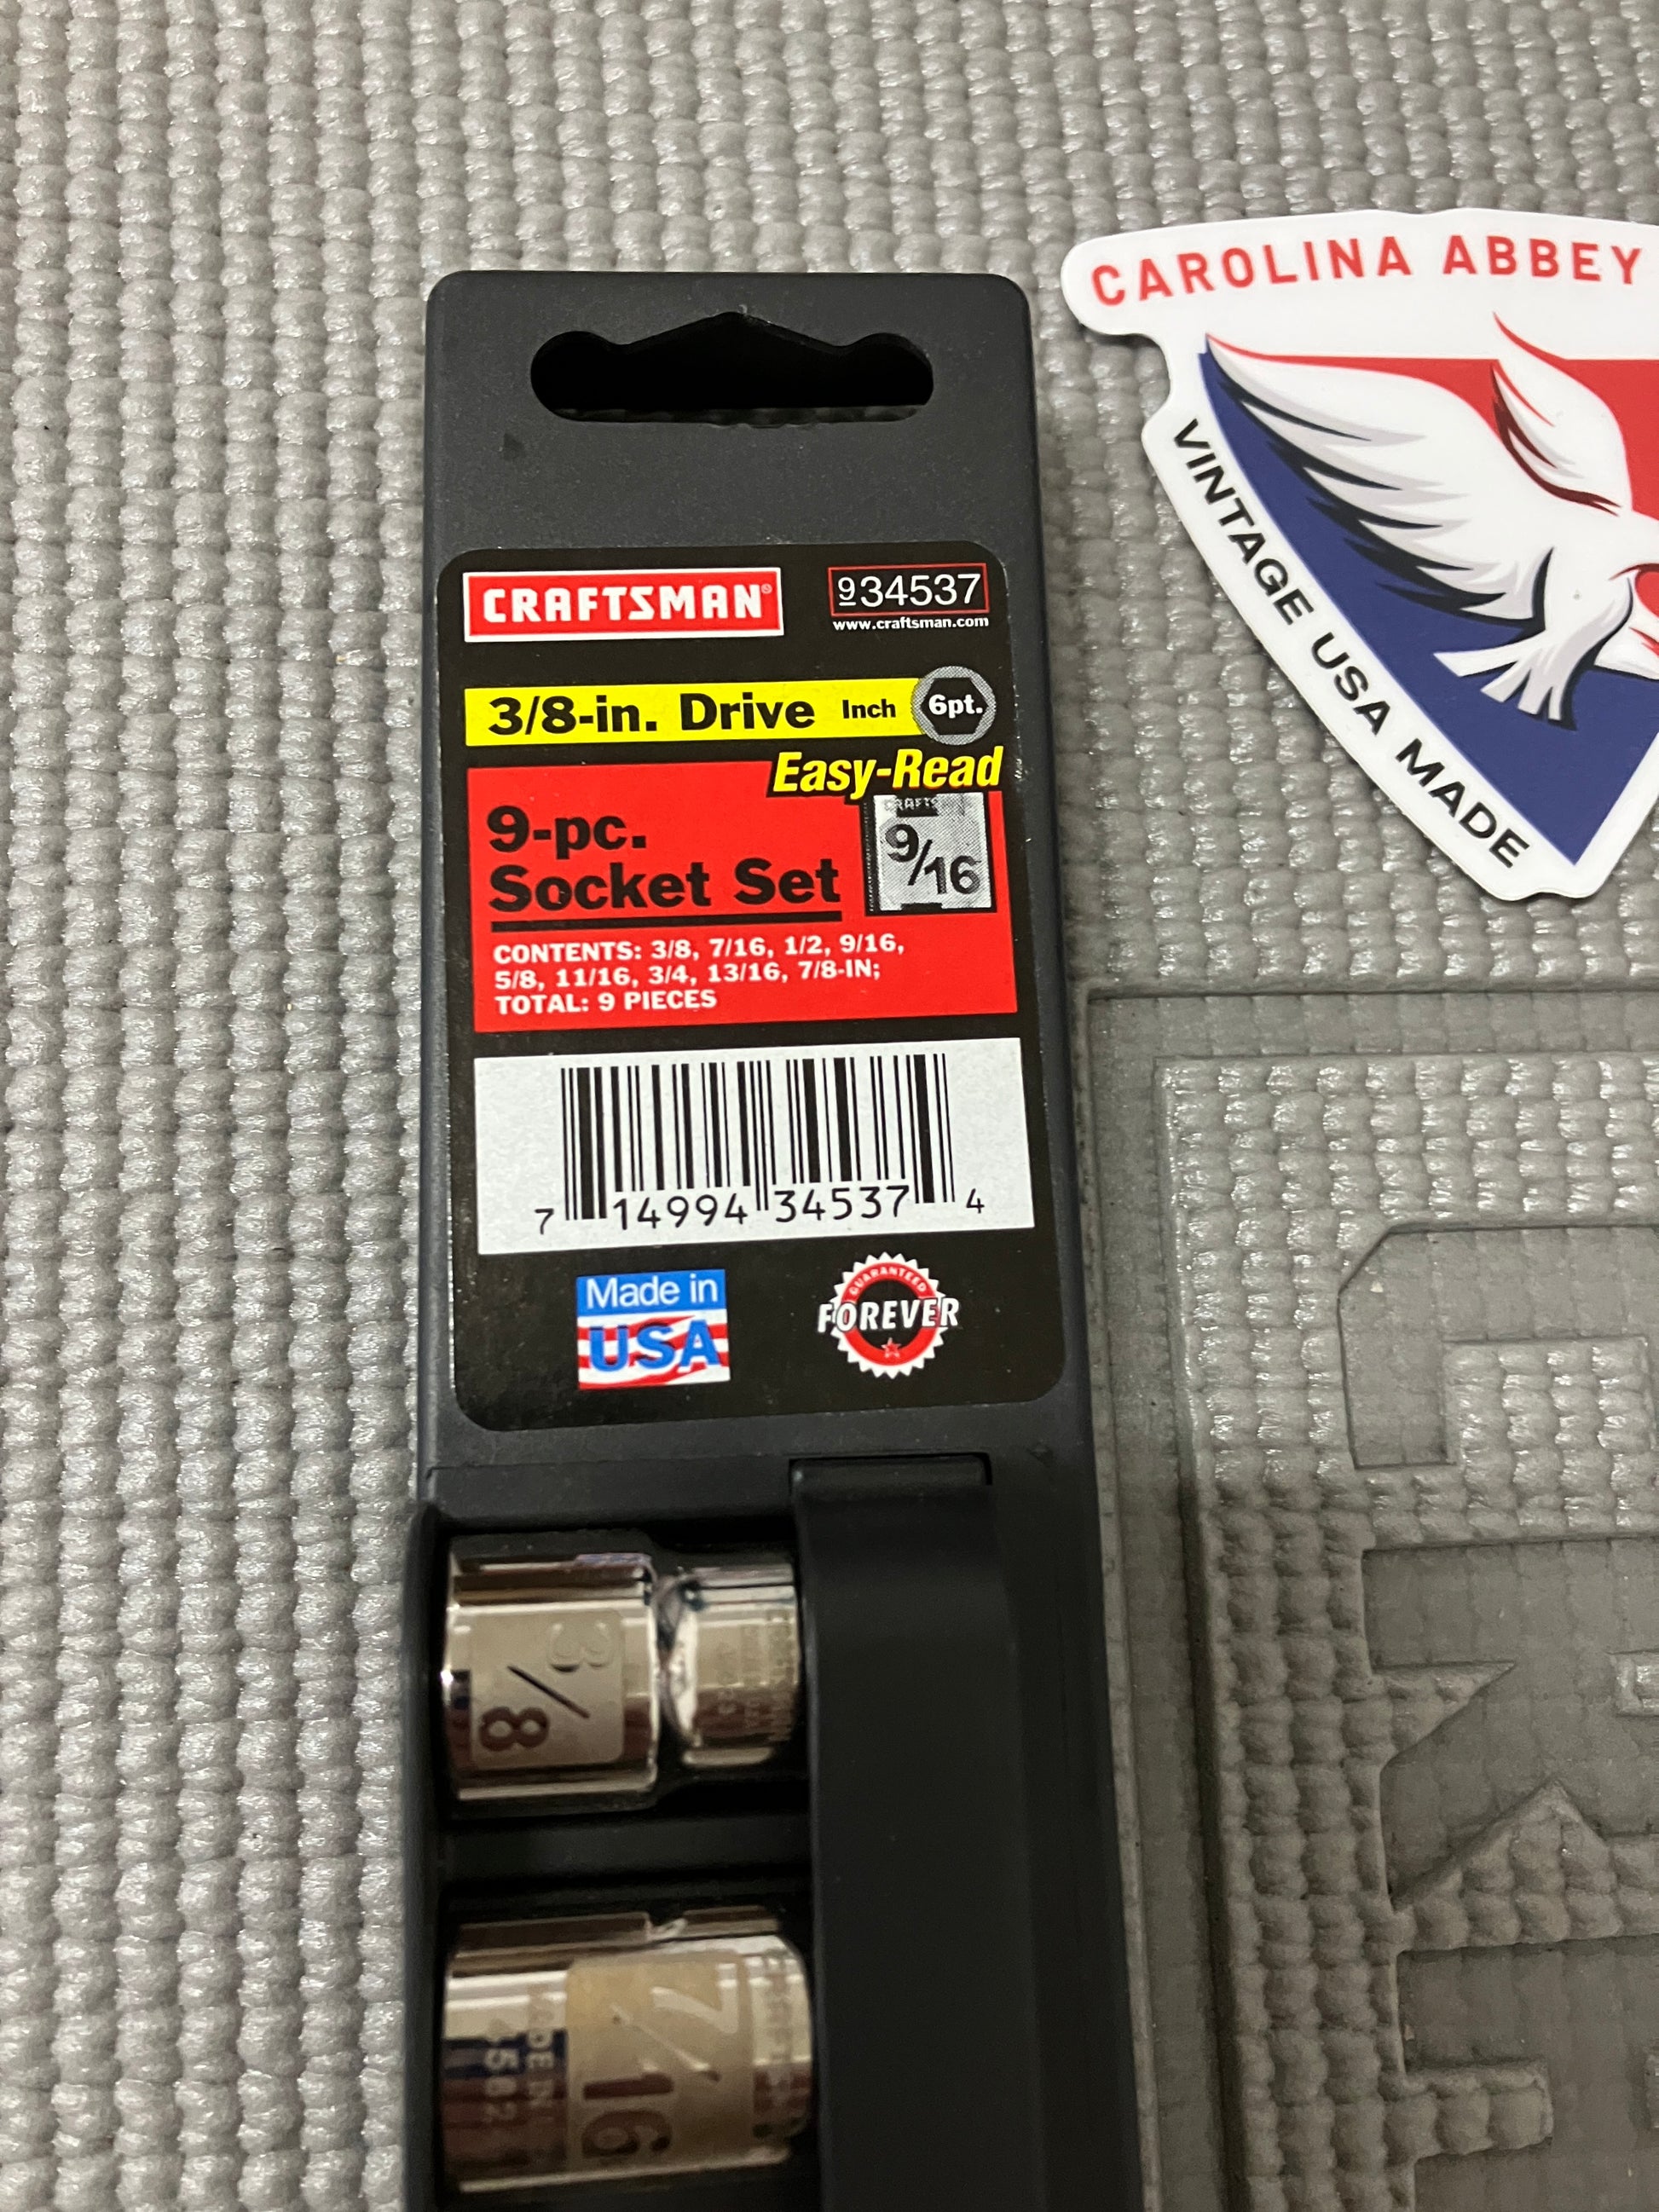 CAROLINA ABBEY
VINTAGE USA MADE
CRAFTSMAN®
934537
www.craftsman.com
3/8-in. Drive Inch 6pt.
Easy-Read
9-pc.
Socket Set
CRAFTS
9/16
CONTENTS: 3/8, 7/16, 1/2, 9/16,
5/8, 11/16, 3/4, 13/16, 7/8-IN;
TOTAL: 9 PIECES
7 14994 34537 4
Made in
USA
GUARANTEED
FOREVER
3/8
7/16